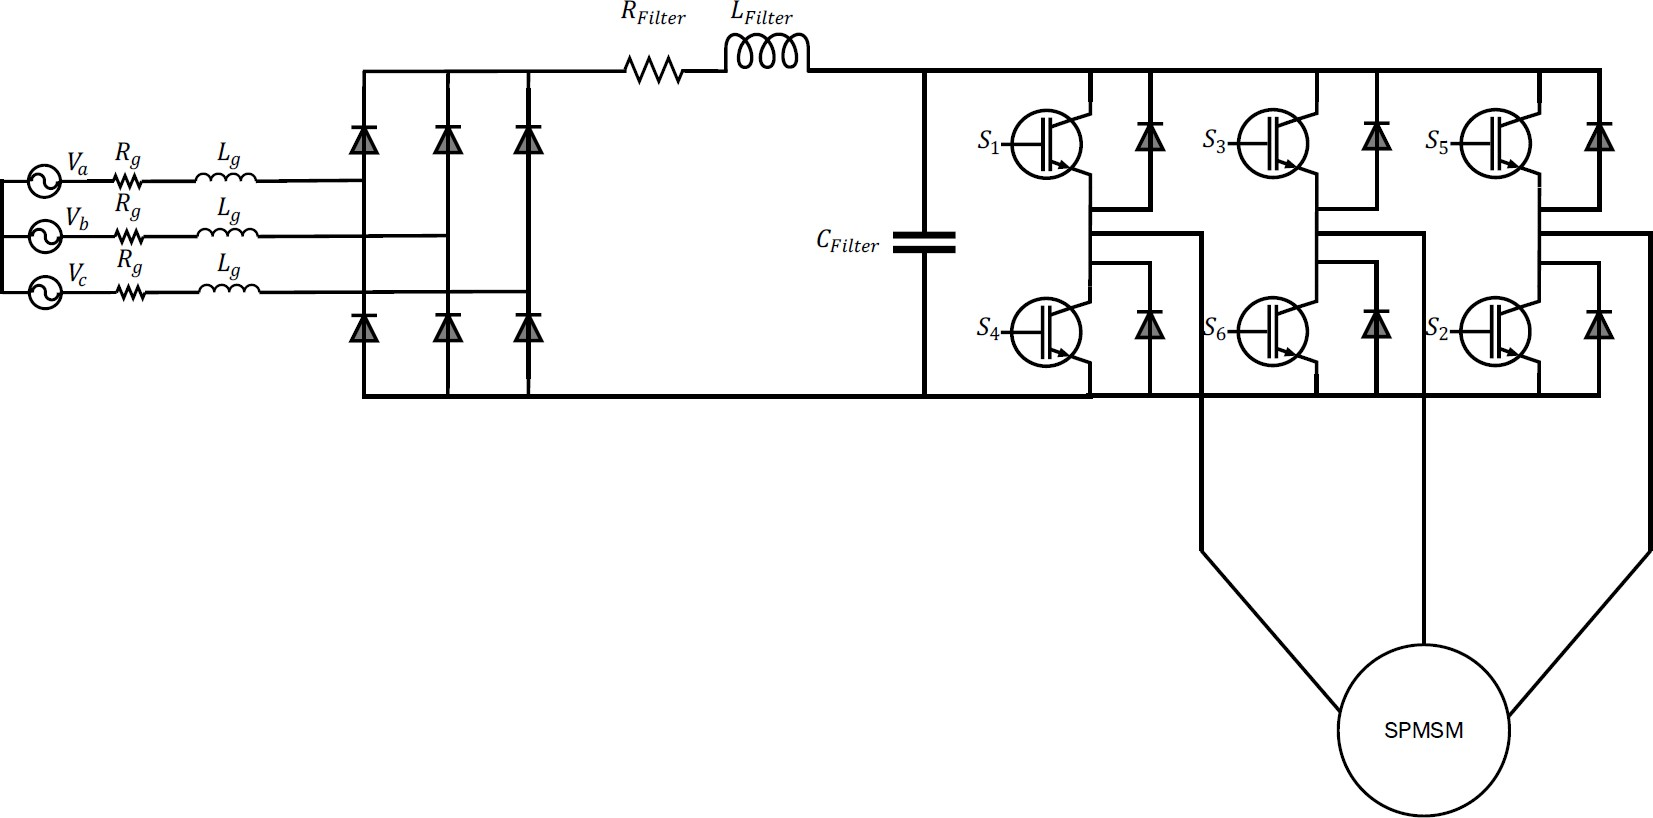 R_Filter L_Filter
V_a R_g L_g
V_b R_g L_g
V_c R_g L_g
C_Filter
S_1 S_3 S_5
S_4 S_6 S_2
SPMSM